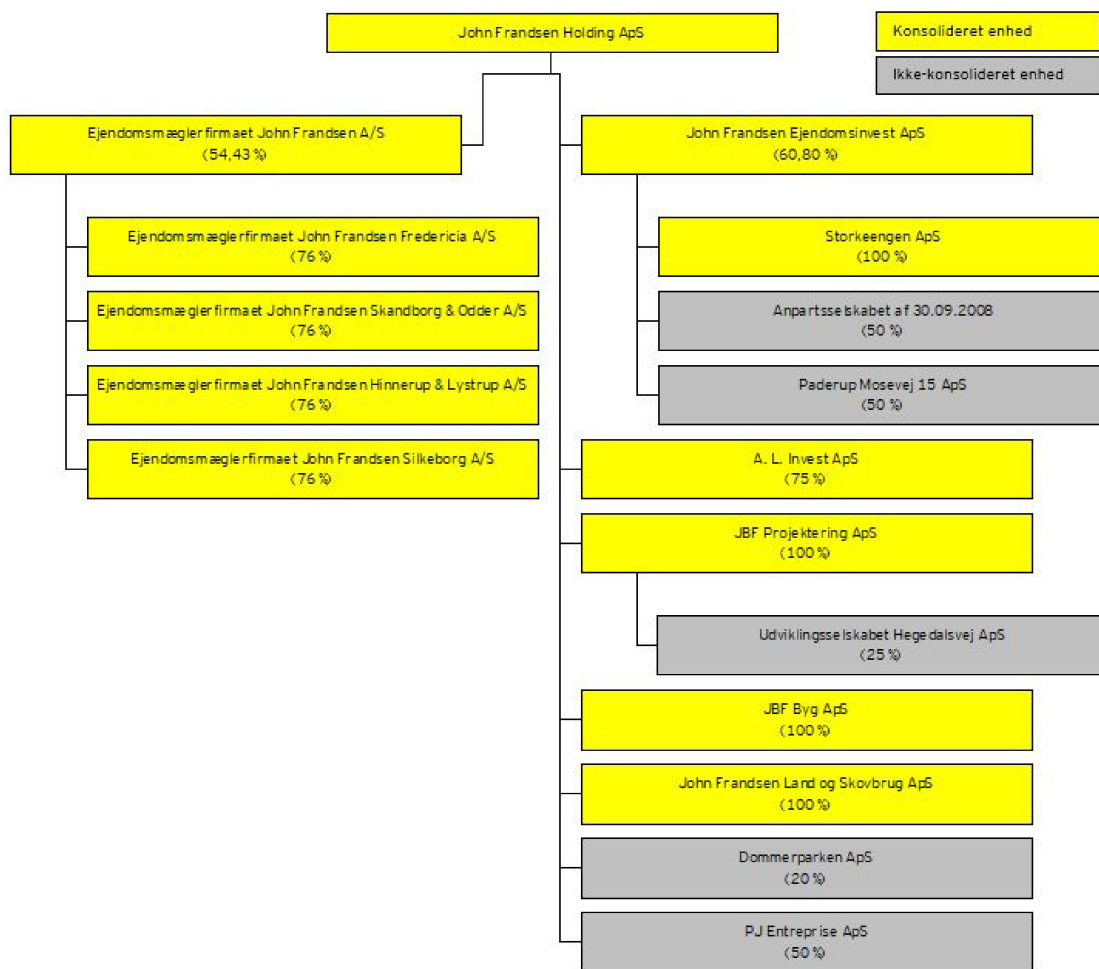 John Frandsen Holding ApS
Konsolideret enhed
Ikke-konsolideret enhed
Ejendomsmæglerfirmaet John Frandsen A/S
(54,43 %)
Ejendomsmæglerfirmaet John Frandsen Fredericia A/S
(76 %)
Ejendomsmæglerfirmaet John Frandsen Skandborg & Odder A/S
(76 %)
Ejendomsmæglerfirmaet John Frandsen Hinnerup & Lystrup A/S
(76 %)
Ejendomsmæglerfirmaet John Frandsen Silkeborg A/S
(76 %)
John Frandsen Ejendomsinvest ApS
(60,80 %)
Storkeengen ApS
(100 %)
Anpartsselskabet af 30.09.2008
(50 %)
Paderup Mosevej 15 ApS
(50 %)
A. L. Invest ApS
(75 %)
JBF Projektering ApS
(100 %)
Udviklingsselskabet Hegedalsvej ApS
(25 %)
JBF Byg ApS
(100 %)
John Frandsen Land og Skovbrug ApS
(100 %)
Dommerparken ApS
(20 %)
PJ Entreprise ApS
(50 %)